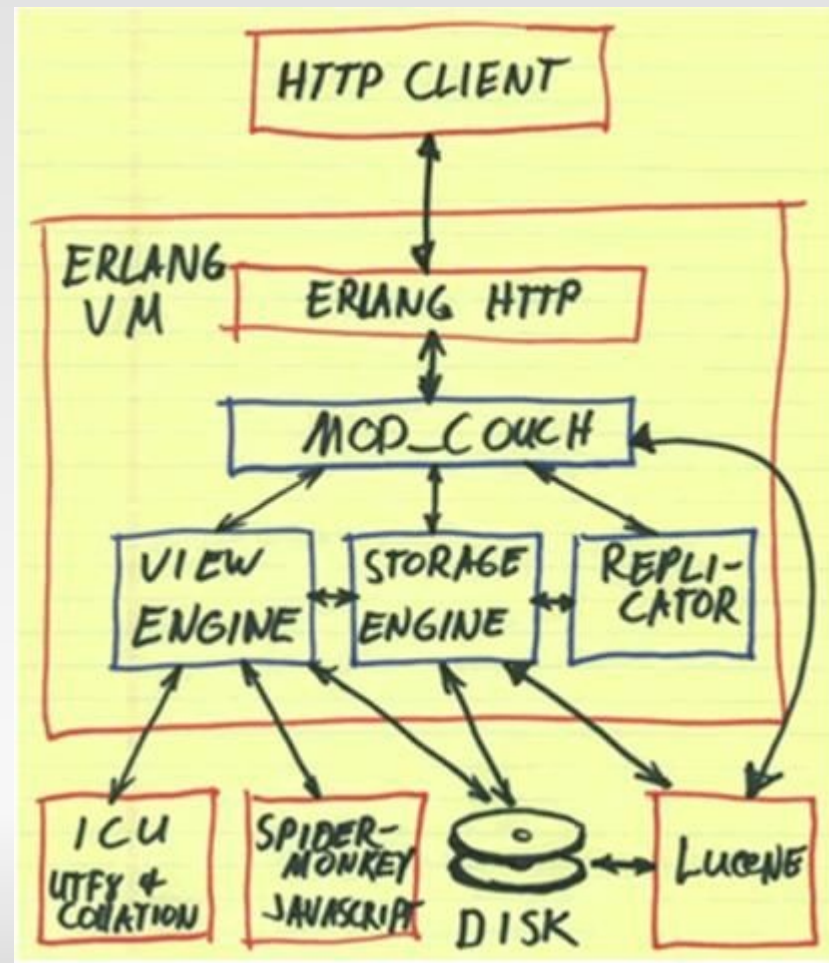 HTTP CLIENT
ERLANG
VM
ERLANG HTTP
MOD_COUCH
VIEW
ENGINE
STORAGE
ENGINE
REPLI-
CATOR
ICU
UTF8 &
COLLATION
SPIDER-
MONKEY
JAVASCRIPT
DISK
LUCENE